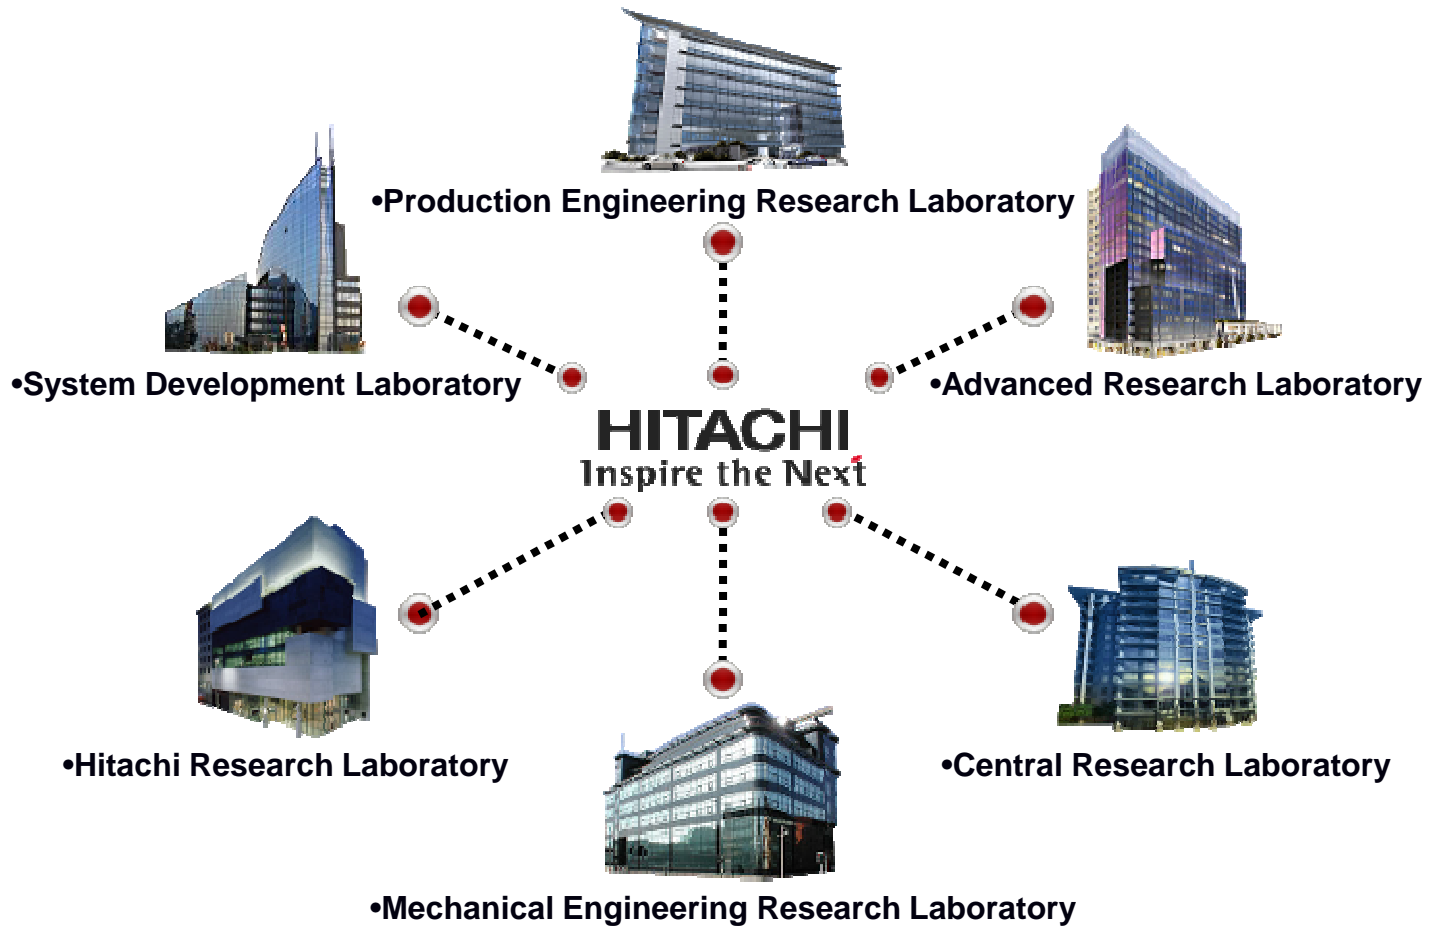 •Production Engineering Research Laboratory
•System Development Laboratory
•Advanced Research Laboratory
HITACHI
Inspire the Next
•Hitachi Research Laboratory
•Central Research Laboratory
•Mechanical Engineering Research Laboratory